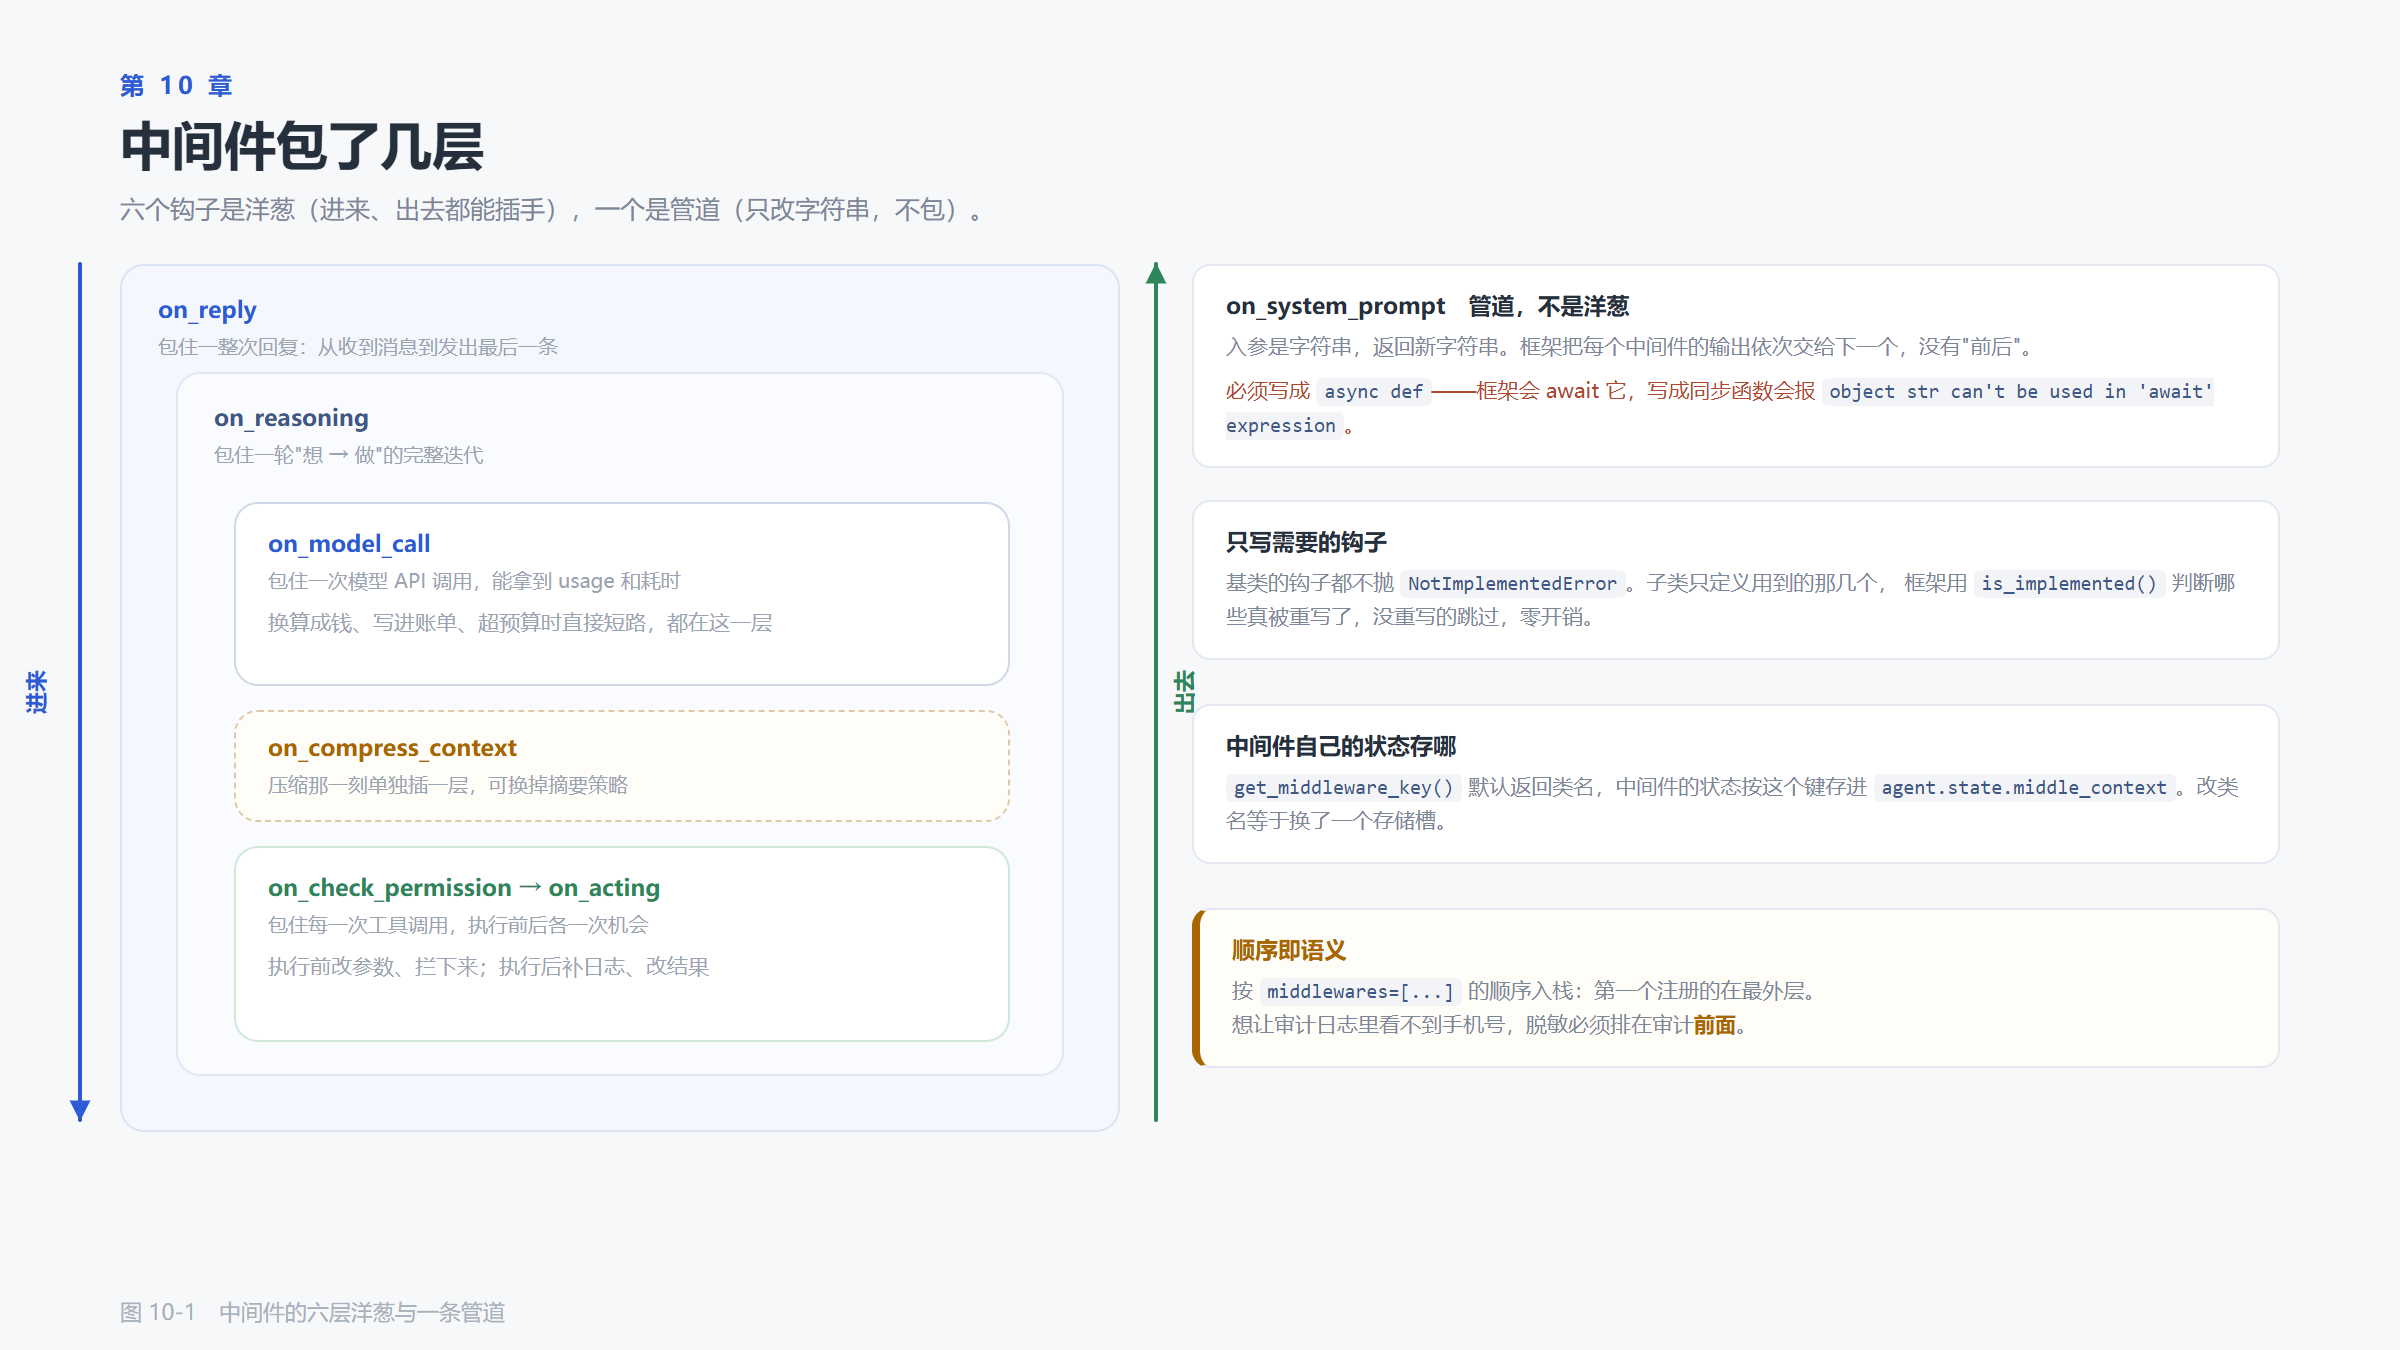 第 10 章
中间件包了几层
六个钩子是洋葱（进来、出去都能插手），一个是管道（只改字符串，不包）。
进来
on_reply
包住一整次回复：从收到消息到发出最后一条
on_reasoning
包住一轮"想 → 做"的完整迭代
on_model_call
包住一次模型 API 调用，能拿到 usage 和耗时
换算成钱、写进账单、超预算时直接短路，都在这一层
on_compress_context
压缩那一刻单独插一层，可换掉摘要策略
on_check_permission → on_acting
包住每一次工具调用，执行前后各一次机会
执行前改参数、拦下来；执行后补日志、改结果
出去
on_system_prompt 管道，不是洋葱
入参是字符串，返回新字符串。框架把每个中间件的输出依次交给下一个，没有"前后"。
必须写成 async def——框架会 await 它，写成同步函数会报 object str can't be used in 'await'
expression。
只写需要的钩子
基类的钩子都不抛 NotImplementedError。子类只定义用到的那几个， 框架用 is_implemented() 判断哪
些真被重写了，没重写的跳过，零开销。
中间件自己的状态存哪
get_middleware_key() 默认返回类名，中间件的状态按这个键存进 agent.state.middle_context。改类
名等于换了一个存储槽。
顺序即语义
按 middlewares=[...] 的顺序入栈：第一个注册的在最外层。
想让审计日志里看不到手机号，脱敏必须排在审计前面。
图 10-1 中间件的六层洋葱与一条管道